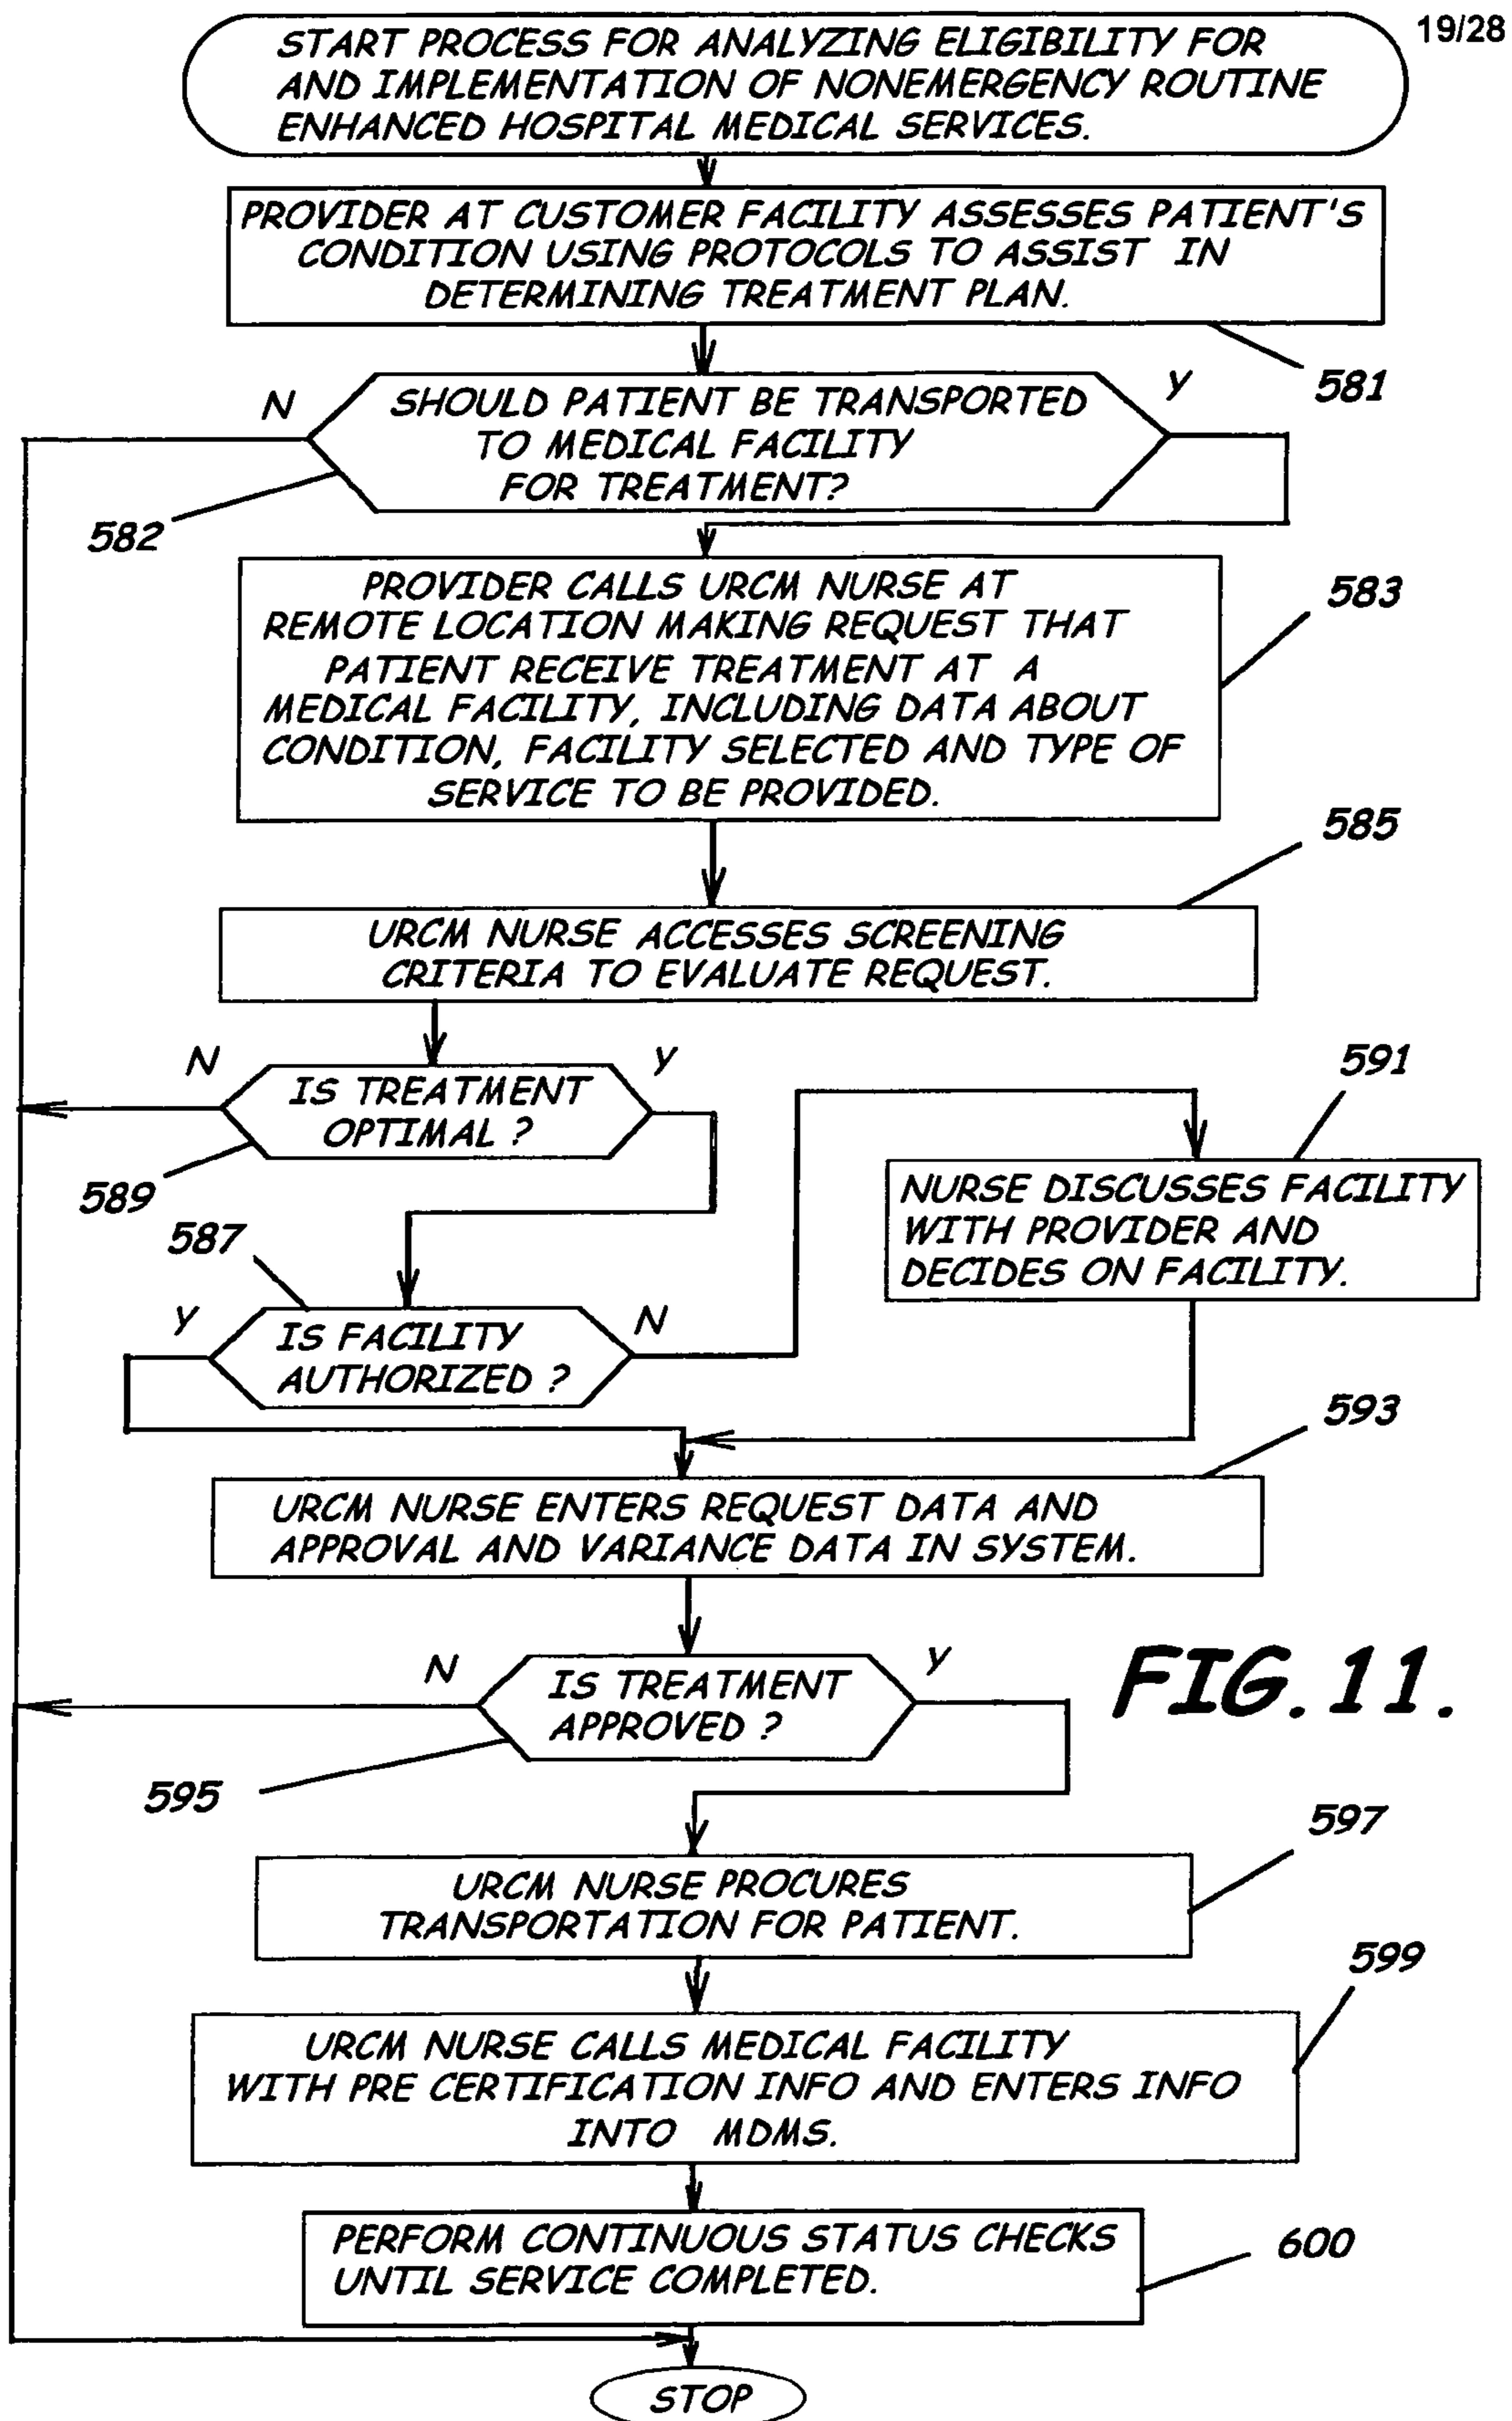 19/28
START PROCESS FOR ANALYZING ELIGIBILITY FOR
AND IMPLEMENTATION OF NONEMERGENCY ROUTINE
ENHANCED HOSPITAL MEDICAL SERVICES.
PROVIDER AT CUSTOMER FACILITY ASSESSES PATIENT'S
CONDITION USING PROTOCOLS TO ASSIST IN
DETERMINING TREATMENT PLAN.
581
N
SHOULD PATIENT BE TRANSPORTED
TO MEDICAL FACILITY
FOR TREATMENT?
Y
582
PROVIDER CALLS URCM NURSE AT
REMOTE LOCATION MAKING REQUEST THAT
PATIENT RECEIVE TREATMENT AT A
MEDICAL FACILITY, INCLUDING DATA ABOUT
CONDITION, FACILITY SELECTED AND TYPE OF
SERVICE TO BE PROVIDED.
583
585
URCM NURSE ACCESSES SCREENING
CRITERIA TO EVALUATE REQUEST.
N
IS TREATMENT
OPTIMAL ?
Y
589
591
NURSE DISCUSSES FACILITY
WITH PROVIDER AND
DECIDES ON FACILITY.
587
Y
IS FACILITY
AUTHORIZED ?
N
593
URCM NURSE ENTERS REQUEST DATA AND
APPROVAL AND VARIANCE DATA IN SYSTEM.
N
IS TREATMENT
APPROVED ?
Y
FIG. 11.
595
597
URCM NURSE PROCURES
TRANSPORTATION FOR PATIENT.
599
URCM NURSE CALLS MEDICAL FACILITY
WITH PRE CERTIFICATION INFO AND ENTERS INFO
INTO MDMS.
PERFORM CONTINUOUS STATUS CHECKS
UNTIL SERVICE COMPLETED.
600
STOP